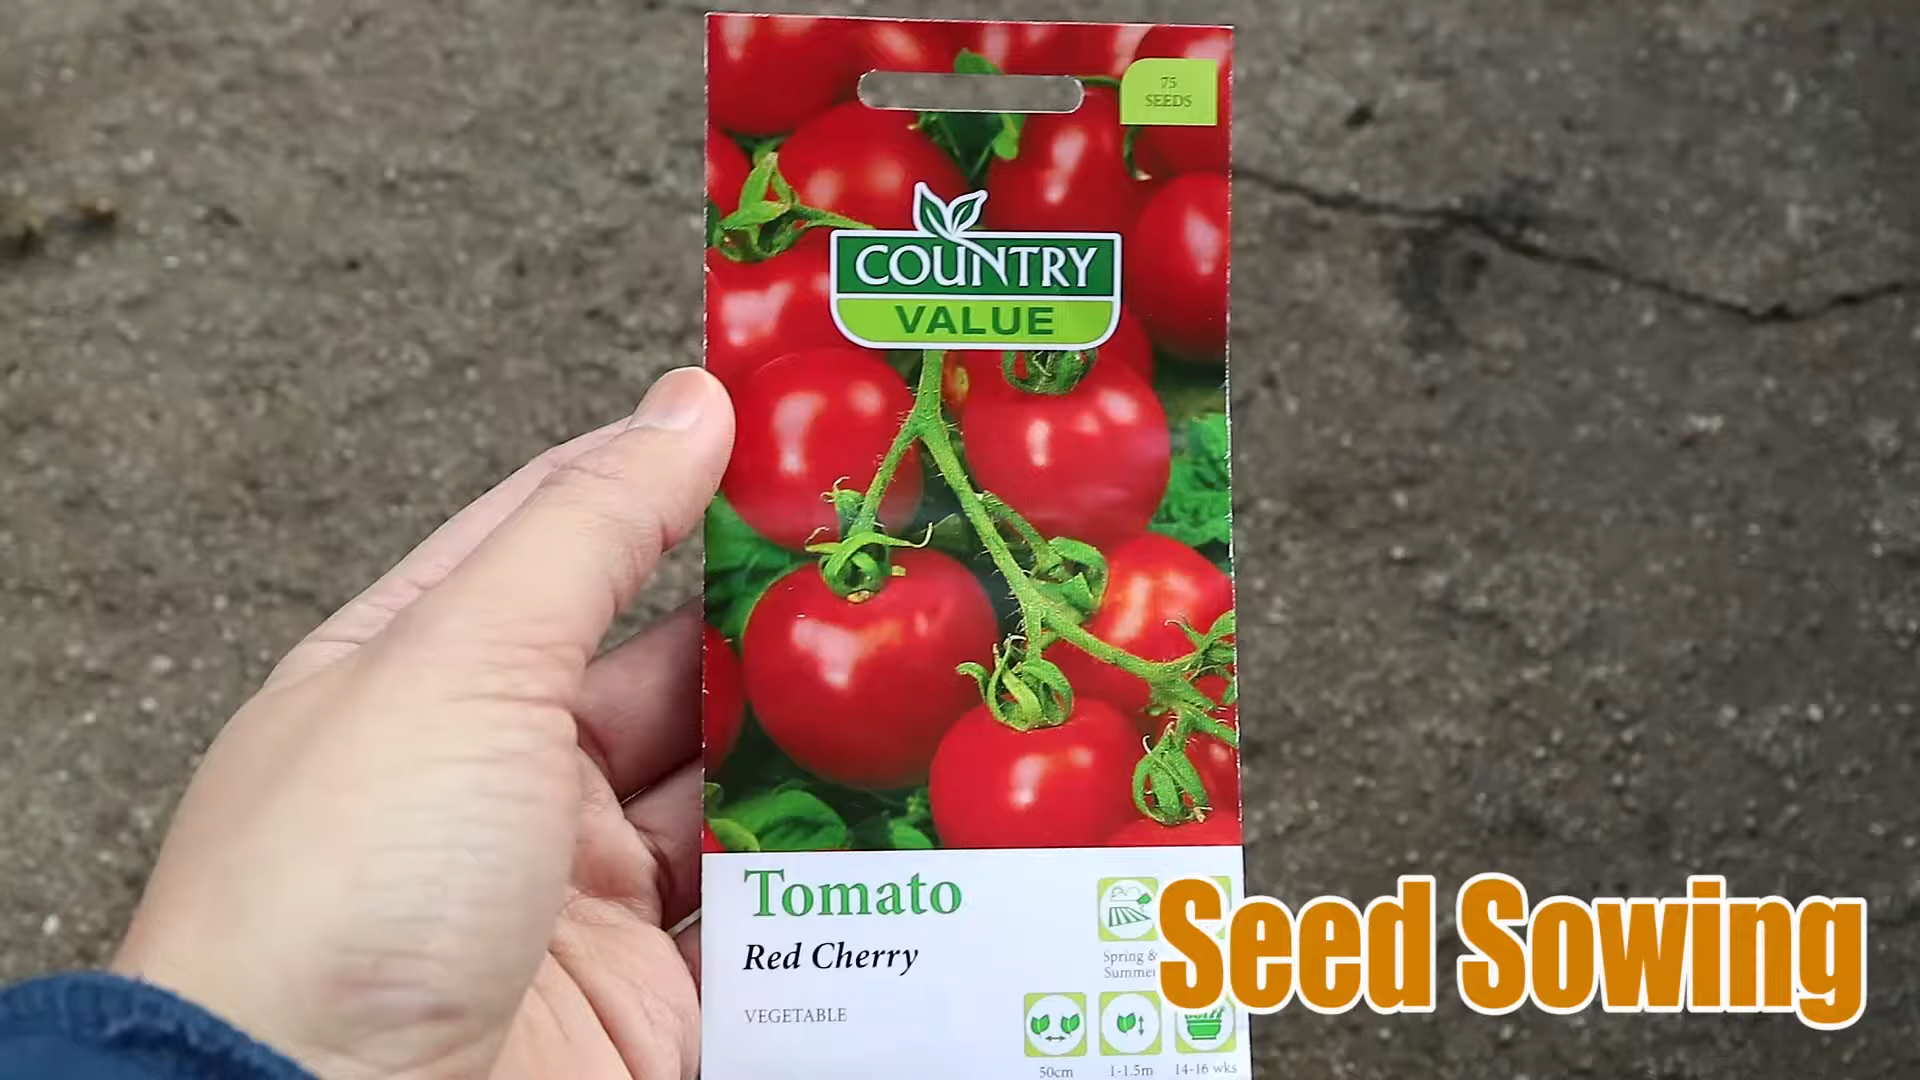 75
SEEDS
COUNTRY
VALUE
Tomato
Red Cherry
VEGETABLE
Spring &
Summer
50cm
1-1.5m
14-16 wks
Seed Sowing